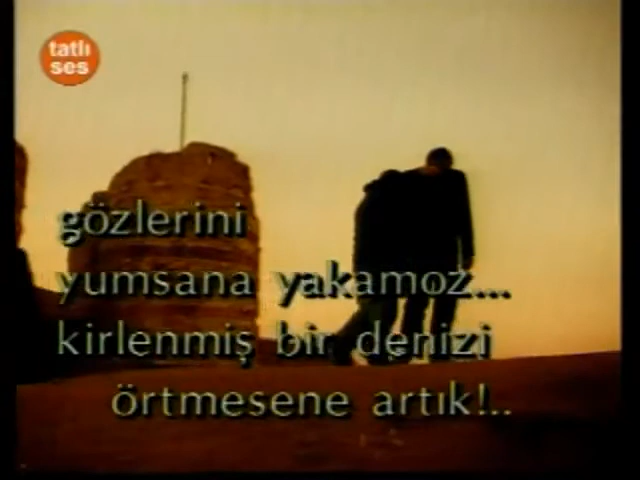 tatlı
ses
gözlerini
yumsana yakamoz...
kirlenmiş bir denizi
örtmesene artık!..